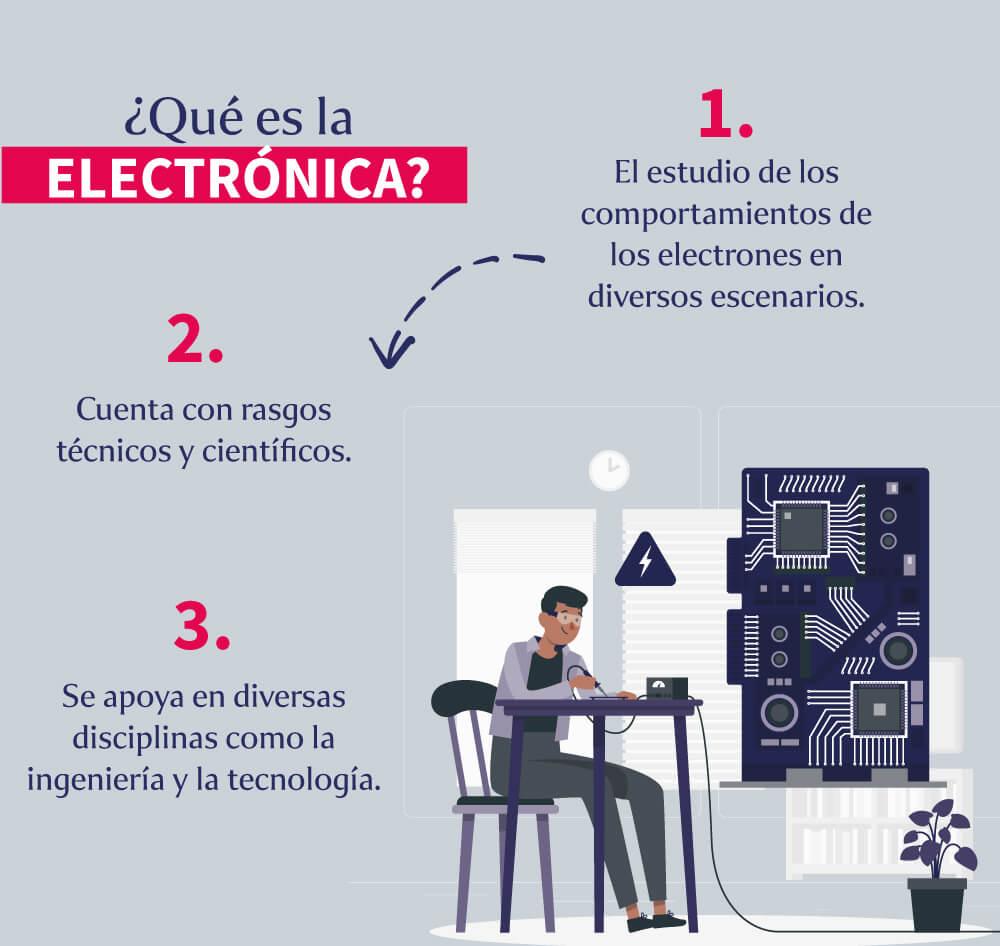 ¿Qué es la
ELECTRÓNICA?
1.
El estudio de los
comportamientos de
los electrones en
diversos escenarios.
2.
Cuenta con rasgos
técnicos y científicos.
3.
Se apoya en diversas
disciplinas como la
ingeniería y la tecnología.